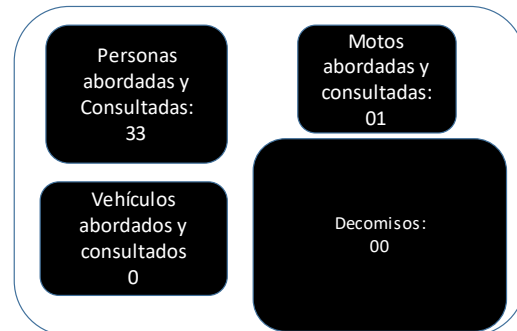 Personas
abordadas y
Consultadas:
33
Motos
abordadas y
consultadas:
01
Vehículos
abordados y
consultados
0
Decomisos:
00